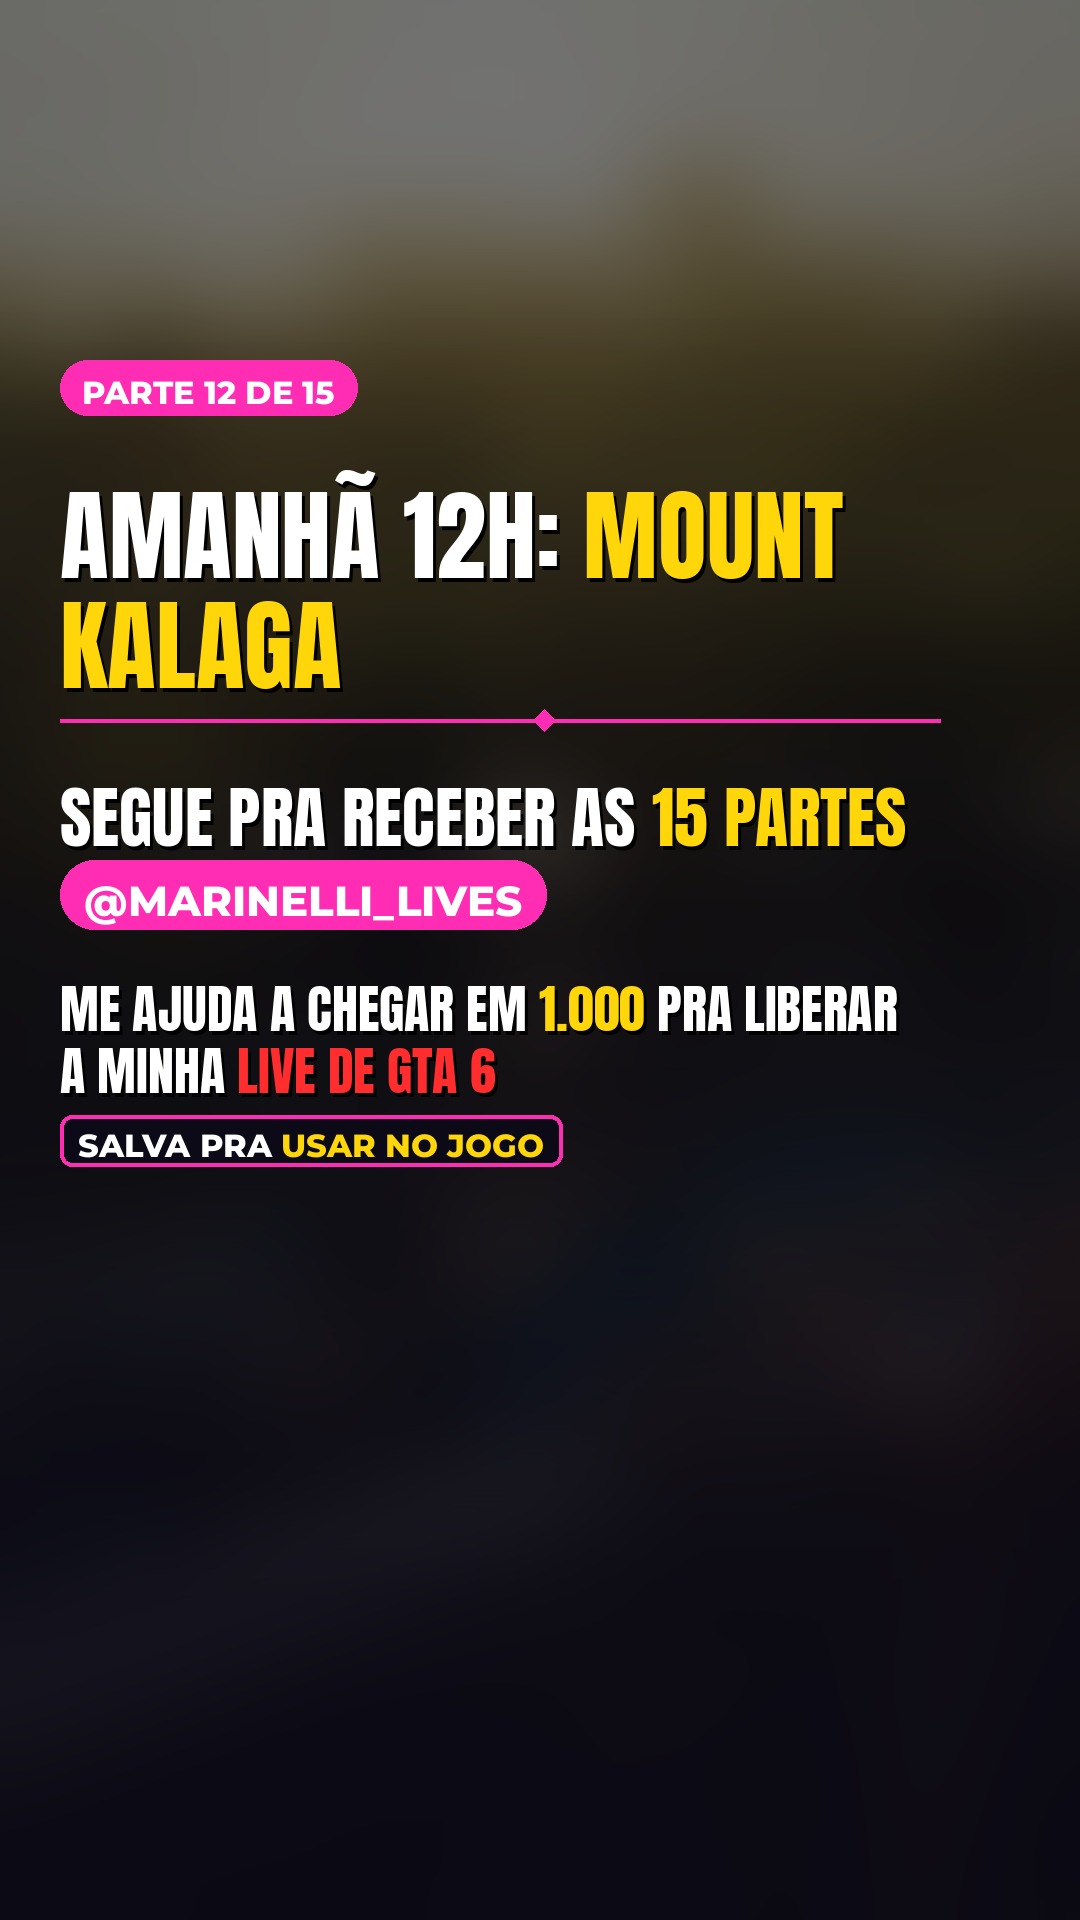 PARTE 12 DE 15
AMANHÃ 12H: MOUNT
KALAGA
SEGUE PRA RECEBER AS 15 PARTES
@MARINELLI_LIVES
ME AJUDA A CHEGAR EM 1.000 PRA LIBERAR
A MINHA LIVE DE GTA 6
SALVA PRA USAR NO JOGO